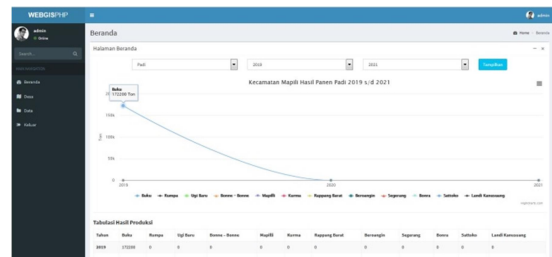 WEBGISPHP
admin
admin
Online
Search...
Beranda
Data
Data
Keluar
Beranda
Home
Beranda
Halaman Beranda
Padi
2019
2021
Tampilkan
Kecamatan Mapili Hasil Panen Padi 2019 s/d 2021
Buku
172200 Ton
Ton
0
2019
2020
2021
Buku
Rumpa
Ugi Baru
Bonne - Bonne
Mapilli
Kurma
Rappang Barat
Beroangin
Segerang
Bonra
Sattoko
Landi Kanusuang
Tabulasi Hasil Produksi
Tahun Buku Rumpa Ugi Baru Bonne - Bonne Mapilli Kurma Rappang Barat Beroangin Segerang Bonra Sattoko Landi Kanusuang
2019 172200 0 0 0 0 0 0 0 0 0 0 0